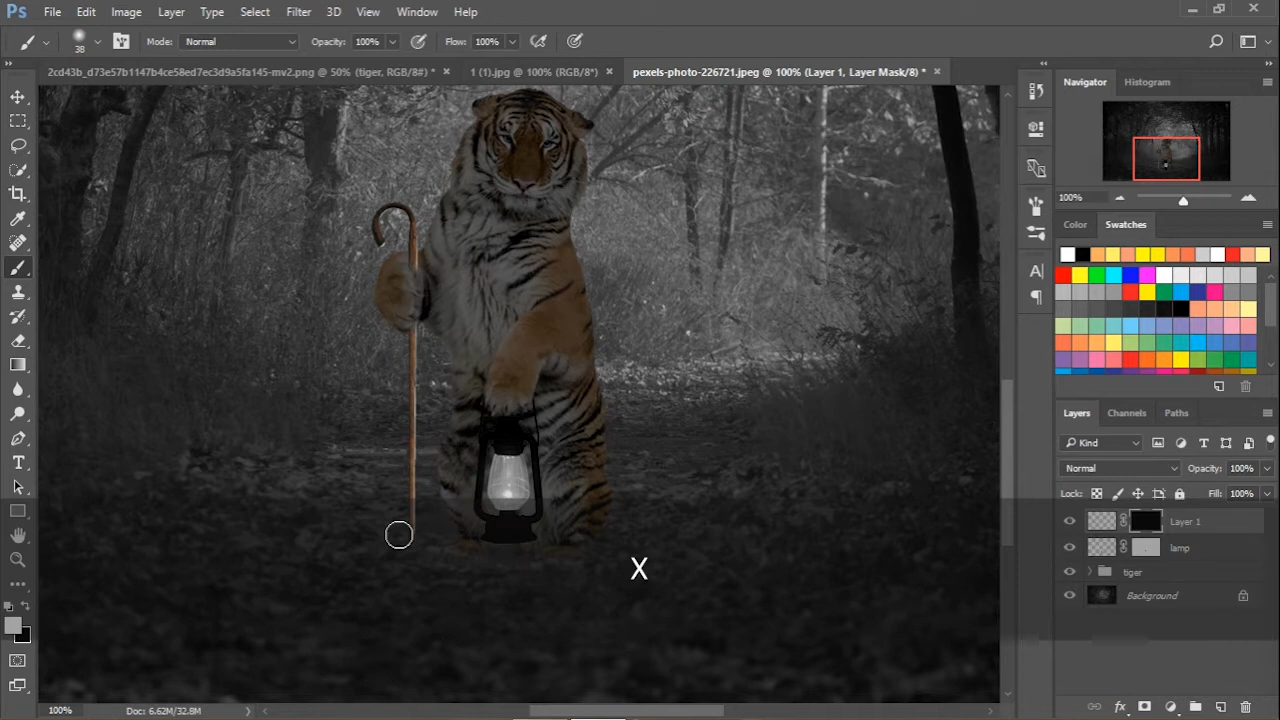 Ps File Edit Image Layer Type Select Filter 3D View Window Help
38 Mode: Normal Opacity: 100% Flow: 100%
2cd43b_d73e57b1147b4ce58ed7ec3d9a5fa145-mv2.png @ 50% (tiger, RGB/8#) * × 1 (1).jpg @ 100% (RGB/8*) × pexels-photo-226721.jpeg @ 100% (Layer 1, Layer Mask/8) * ×
Navigator Histogram
100%
Color Swatches
Layers Channels Paths
Kind
Normal Opacity: 100%
Lock: Fill: 100%
Layer 1
lamp
tiger
Background
X
100% Doc: 6.62M/32.8M